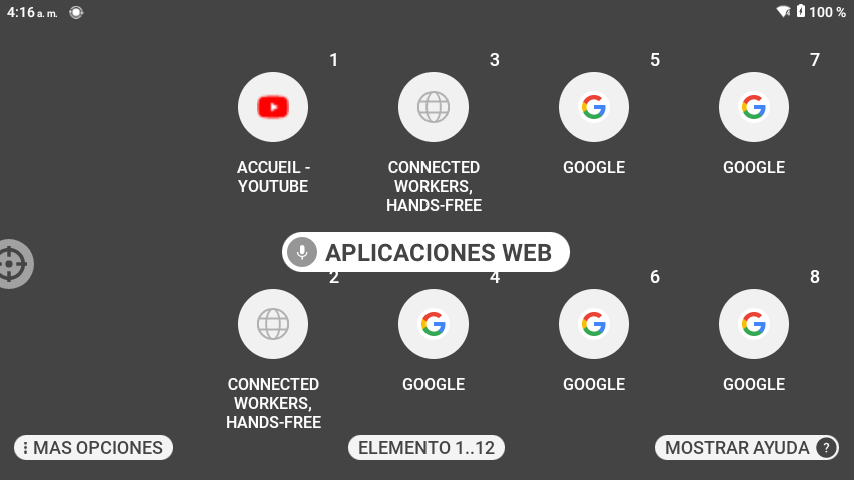 4:16 a. m.
100 %
1
3
5
7
ACCUEIL -
YOUTUBE
CONNECTED
WORKERS,
HANDS-FREE
GOOGLE
GOOGLE
APLICACIONES WEB
2
4
6
8
CONNECTED
WORKERS,
HANDS-FREE
GOOGLE
GOOGLE
GOOGLE
MAS OPCIONES
ELEMENTO 1..12
MOSTRAR AYUDA ?